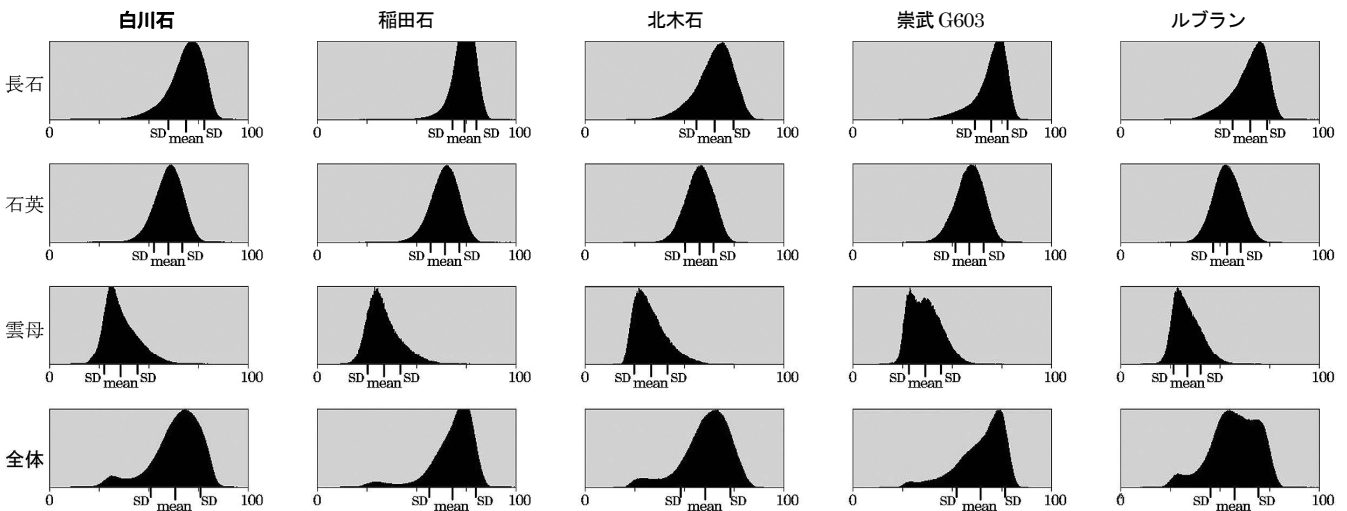 白川石 稲田石 北木石 崇武 G603 ルブラン
長石
0 SD mean SD 100 0 SD mean SD 100 0 SD mean SD 100 0 SD mean SD 100 0 SD mean SD 100
石英
0 SD mean SD 100 0 SD mean SD 100 0 SD mean SD 100 0 SD mean SD 100 0 SD mean SD 100
雲母
0 SD mean SD 100 0 SD mean SD 100 0 SD mean SD 100 0 SD mean SD 100 0 SD mean SD 100
全体
0 SD mean SD 100 0 SD mean SD 100 0 SD mean SD 100 0 SD mean SD 100 0 SD mean SD 100